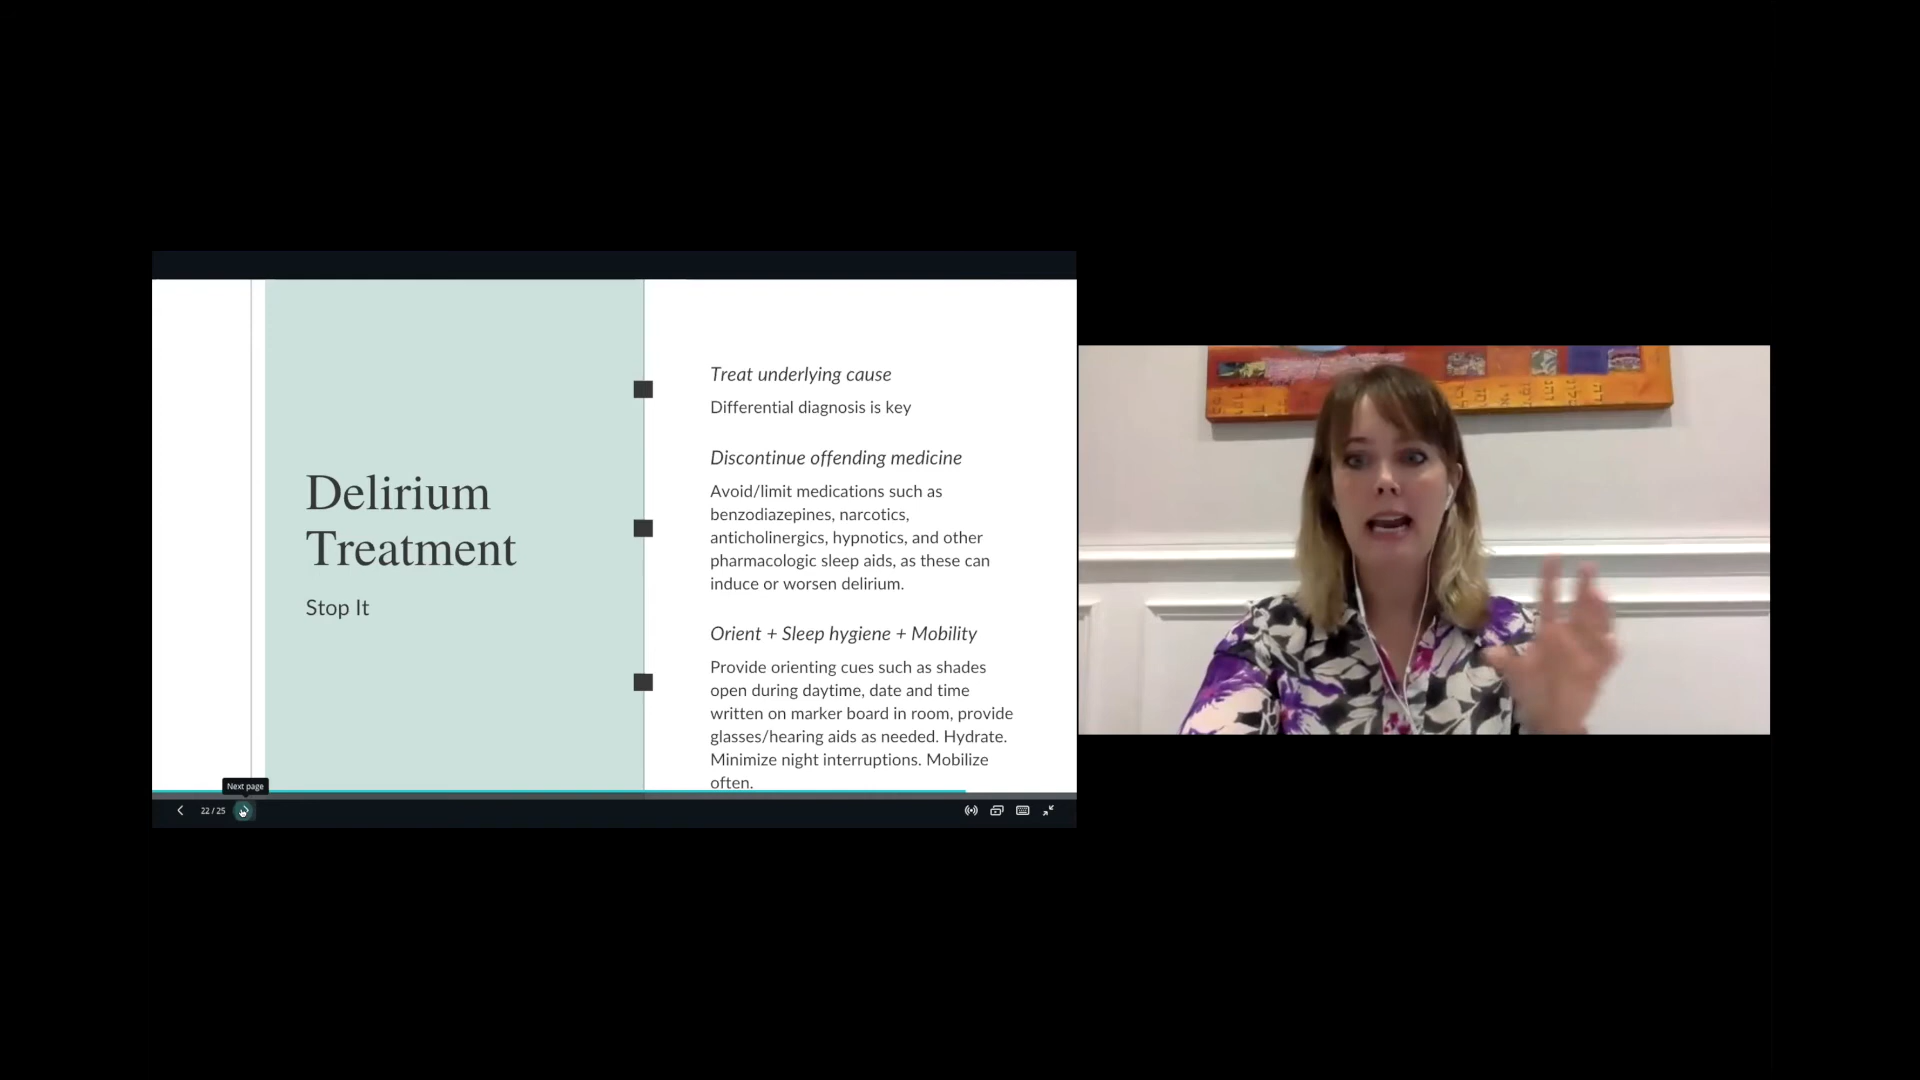 Delirium
Treatment
Stop It
Treat underlying cause
Differential diagnosis is key
Discontinue offending medicine
Avoid/limit medications such as
benzodiazepines, narcotics,
anticholinergics, hypnotics, and other
pharmacologic sleep aids, as these can
induce or worsen delirium.
Orient + Sleep hygiene + Mobility
Provide orienting cues such as shades
open during daytime, date and time
written on marker board in room, provide
glasses/hearing aids as needed. Hydrate.
Minimize night interruptions. Mobilize
often.
Next page
22 / 25